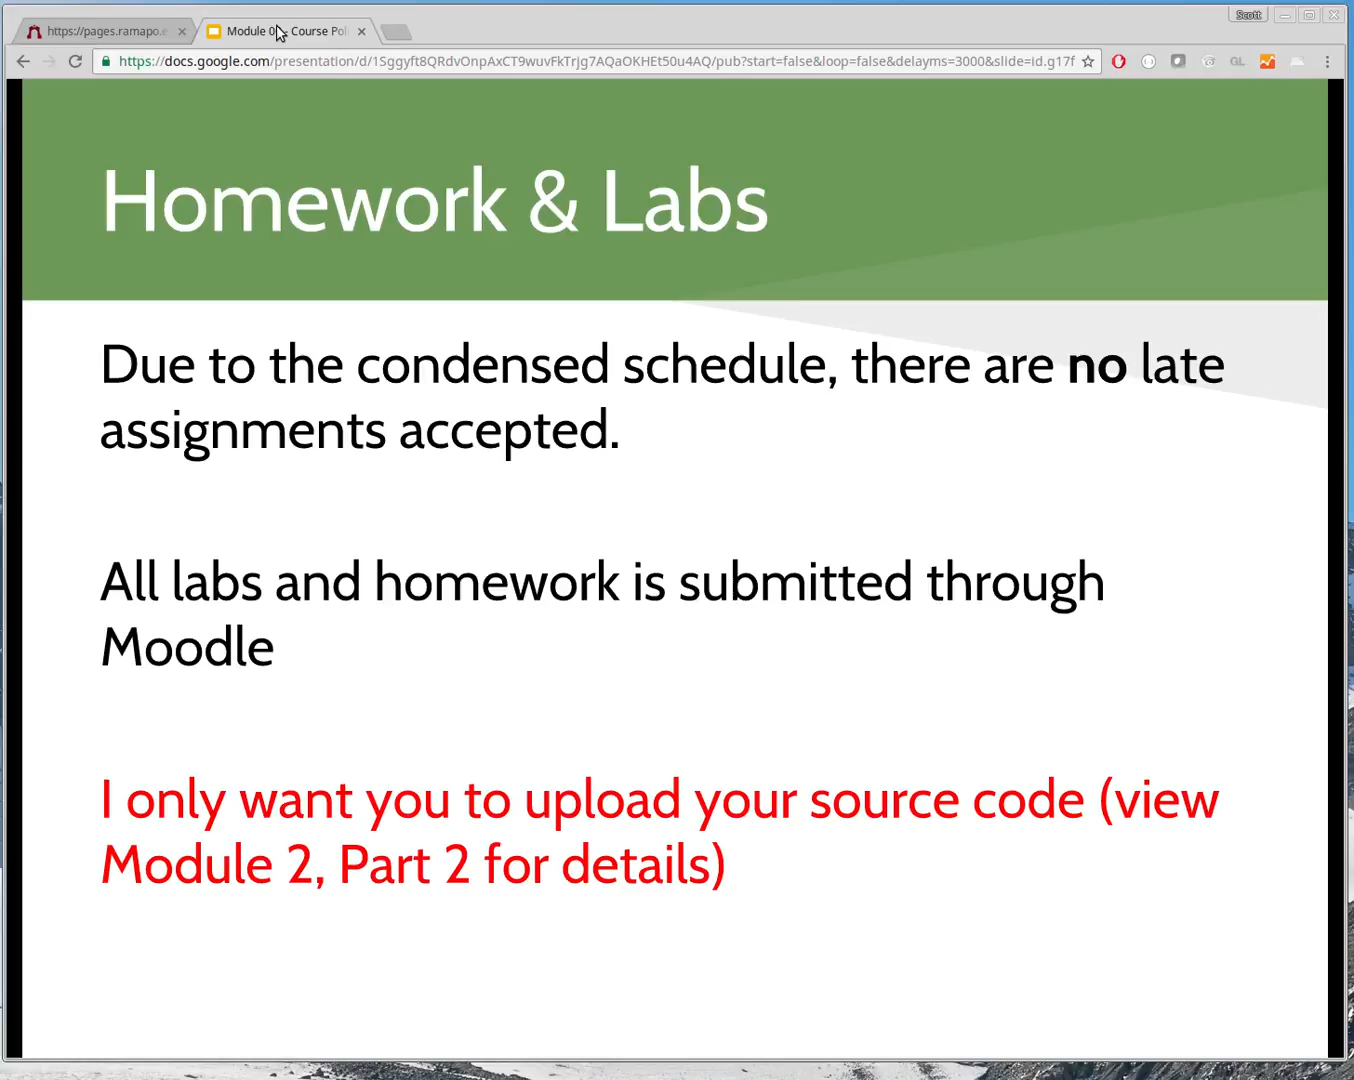 Scott
https://pages.ramapo.e
Module 0 - Course Pol
https://docs.google.com/presentation/d/1Sggyft8QRdvOnpAxCT9wuvFkTrjg7AQaOKHEt50u4AQ/pub?start=false&loop=false&delayms=3000&slide=id.g17f
GL
Homework & Labs
Due to the condensed schedule, there are no late
assignments accepted.
All labs and homework is submitted through
Moodle
I only want you to upload your source code (view
Module 2, Part 2 for details)